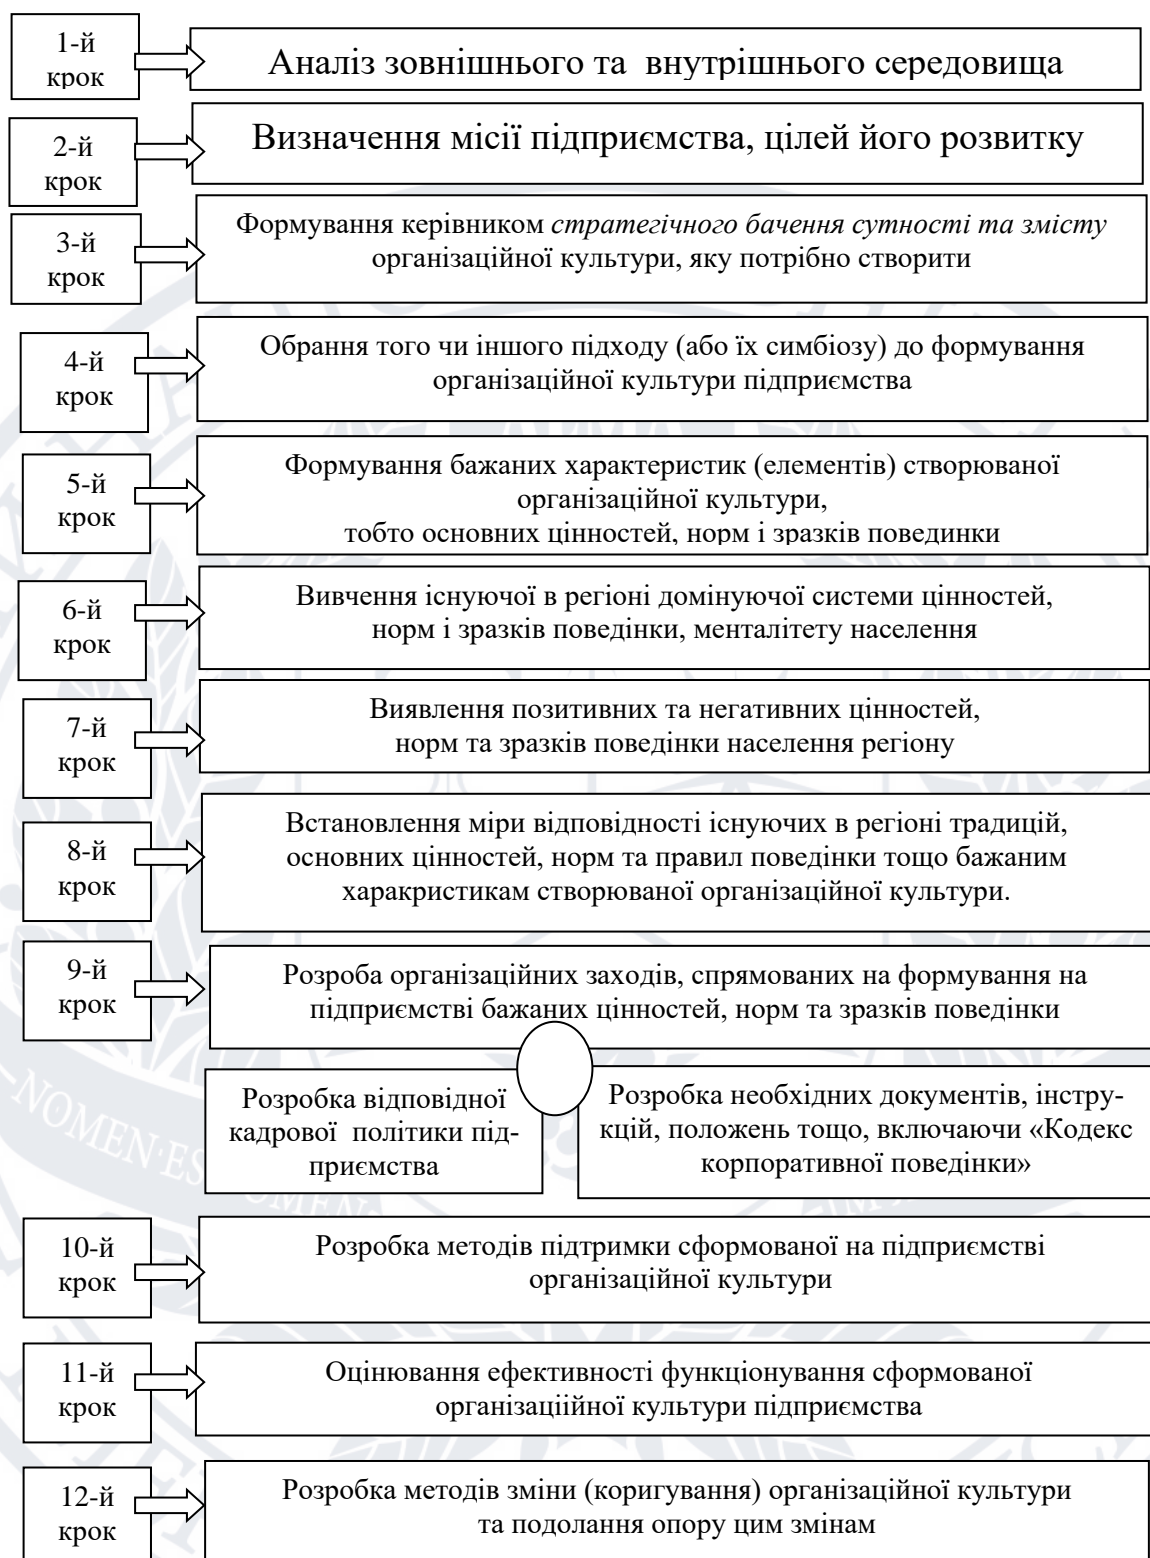 1-й
крок
Аналіз зовнішнього та внутрішнього середовища
2-й
крок
Визначення місії підприємства, цілей його розвитку
3-й
крок
Формування керівником стратегічного бачення сутності та змісту
організаційної культури, яку потрібно створити
4-й
крок
Обрання того чи іншого підходу (або їх симбіозу) до формування
організаційної культури підприємства
5-й
крок
Формування бажаних характеристик (елементів) створюваної
організаційної культури,
тобто основних цінностей, норм і зразків повединки
6-й
крок
Вивчення існуючої в регіоні домінуючої системи цінностей,
норм і зразків поведінки, менталітету населення
7-й
крок
Виявлення позитивних та негативних цінностей,
норм та зразків поведінки населення регіону
8-й
крок
Встановлення міри відповідності існуючих в регіоні традицій,
основних цінностей, норм та правил поведінки тощо бажаним
харакристикам створюваної організаційної культури.
9-й
крок
Розроба організаційних заходів, спрямованих на формування на
підприємстві бажаних цінностей, норм та зразків поведінки
Розробка відповідної
кадрової політики під-
приємства
Розробка необхідних документів, інстру-
кцій, положень тощо, включаючи «Кодекс
корпоративної поведінки»
NOMEN·ES
OMEN
10-й
крок
Розробка методів підтримки сформованої на підприємстві
організаційної культури
11-й
крок
Оцінювання ефективності функціонування сформованої
організаціійної культури підприємства
12-й
крок
Розробка методів зміни (коригування) організаційної культури
та подолання опору цим змінам